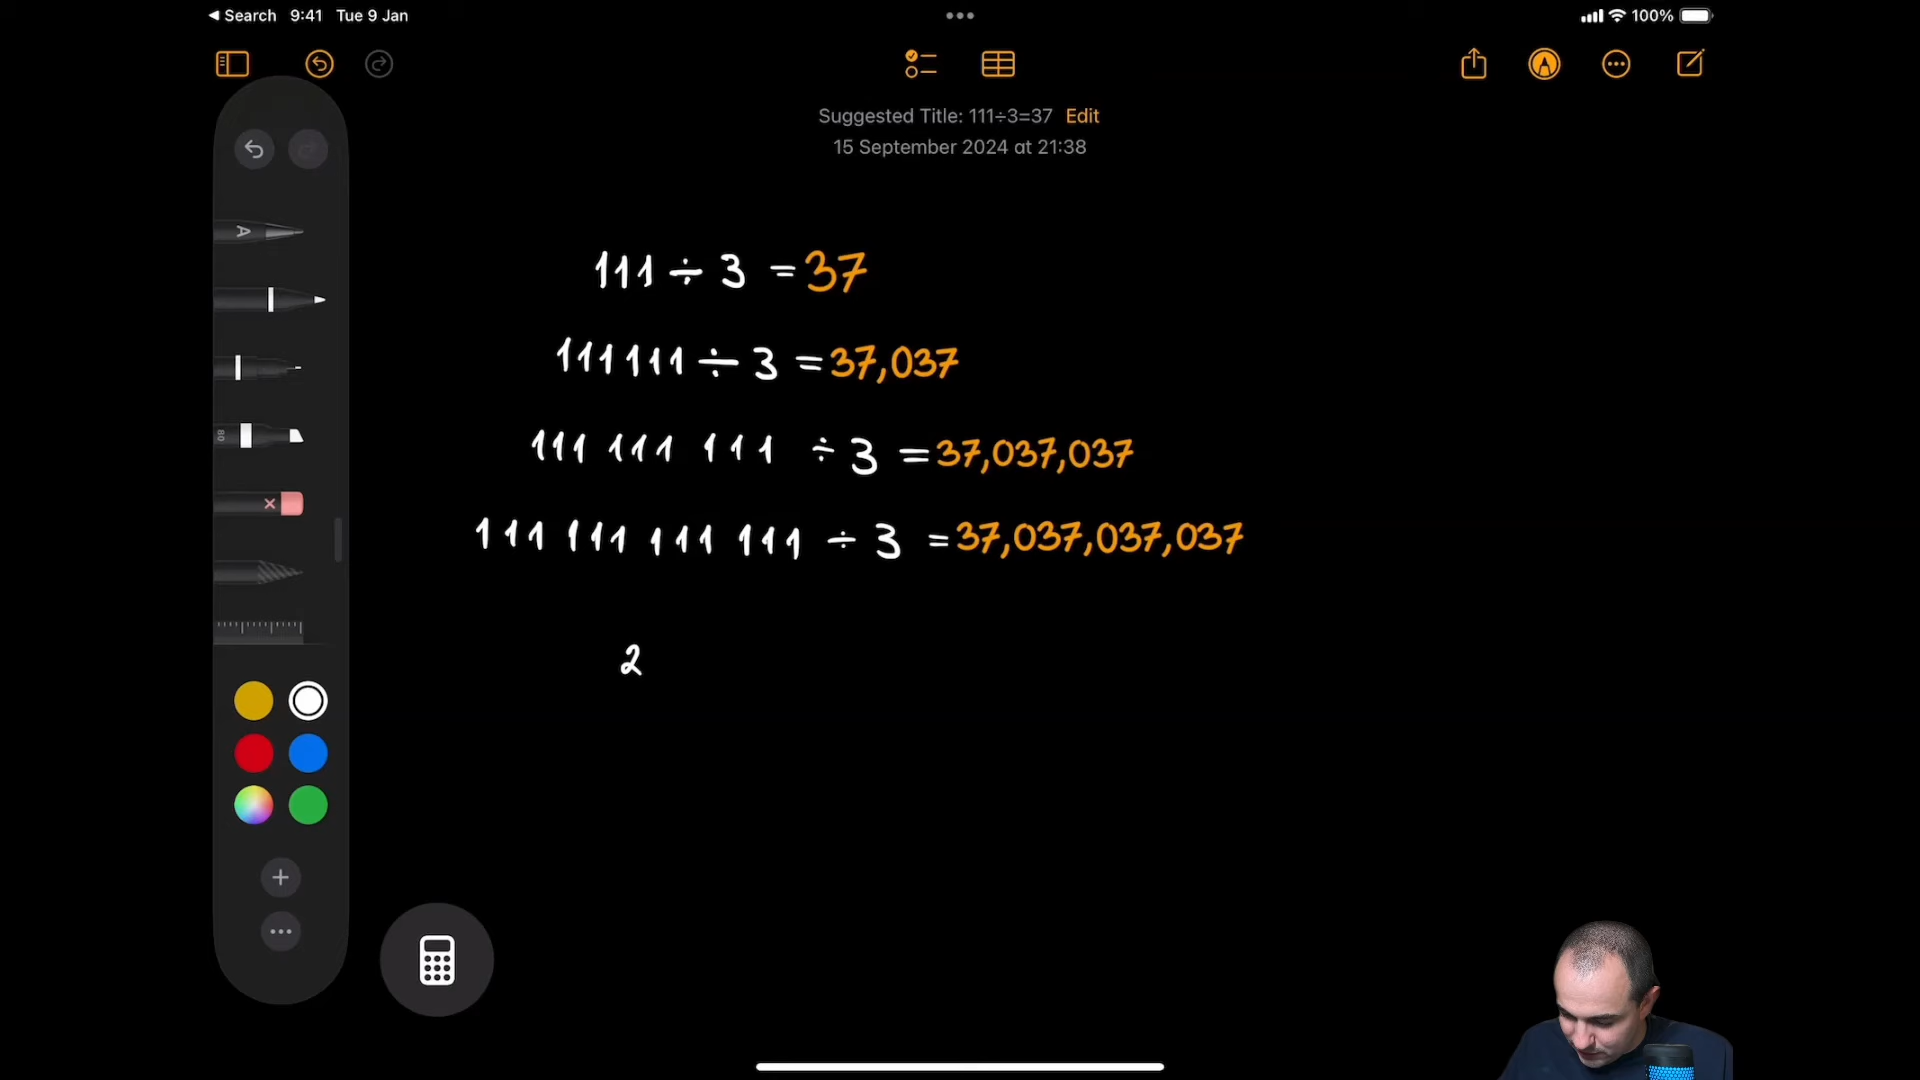 ◀ Search 9:41 Tue 9 Jan
100%
Suggested Title: 111÷3=37 Edit
15 September 2024 at 21:38
A
111 ÷ 3 = 37
111111 ÷ 3 = 37,037
111 111 111 ÷ 3 = 37,037,037
80
111 111 111 111 ÷ 3 = 37,037,037,037
2